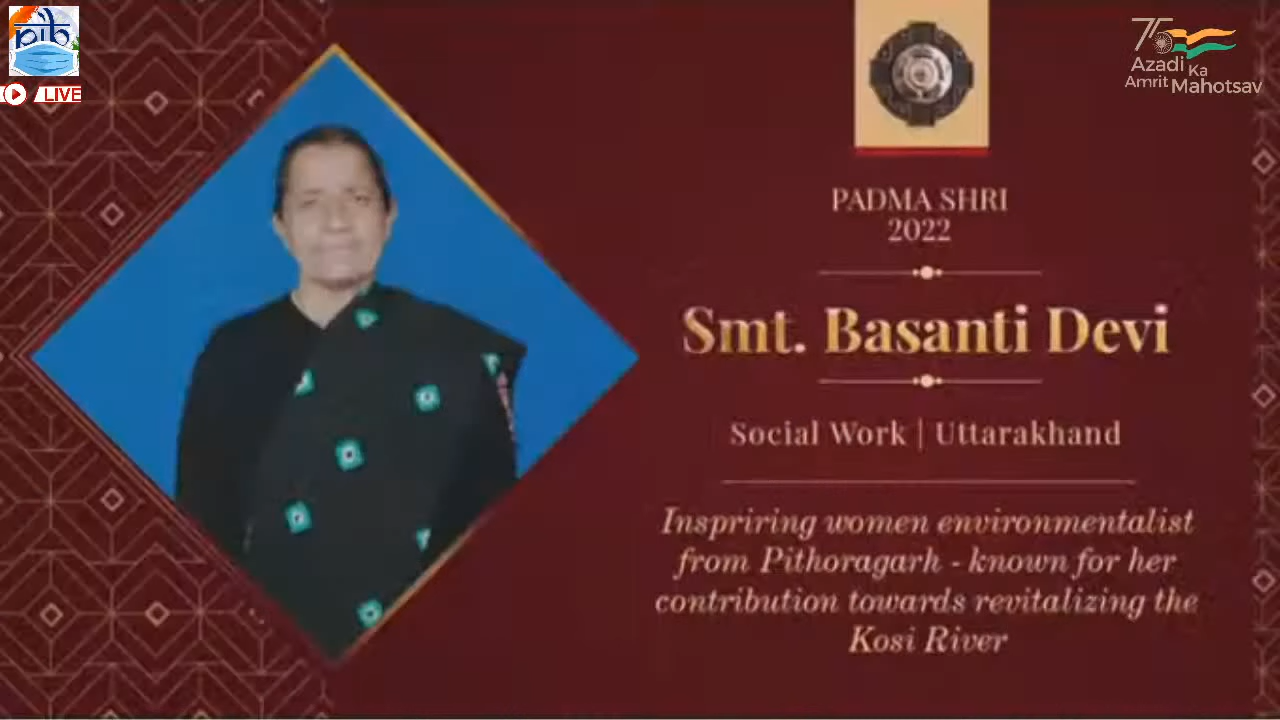 pib
LIVE
75
Azadi Ka
Amrit Mahotsav
PADMA SHRI
2022
Smt. Basanti Devi
Social Work | Uttarakhand
Inspriring women environmentalist
from Pithoragarh - known for her
contribution towards revitalizing the
Kosi River